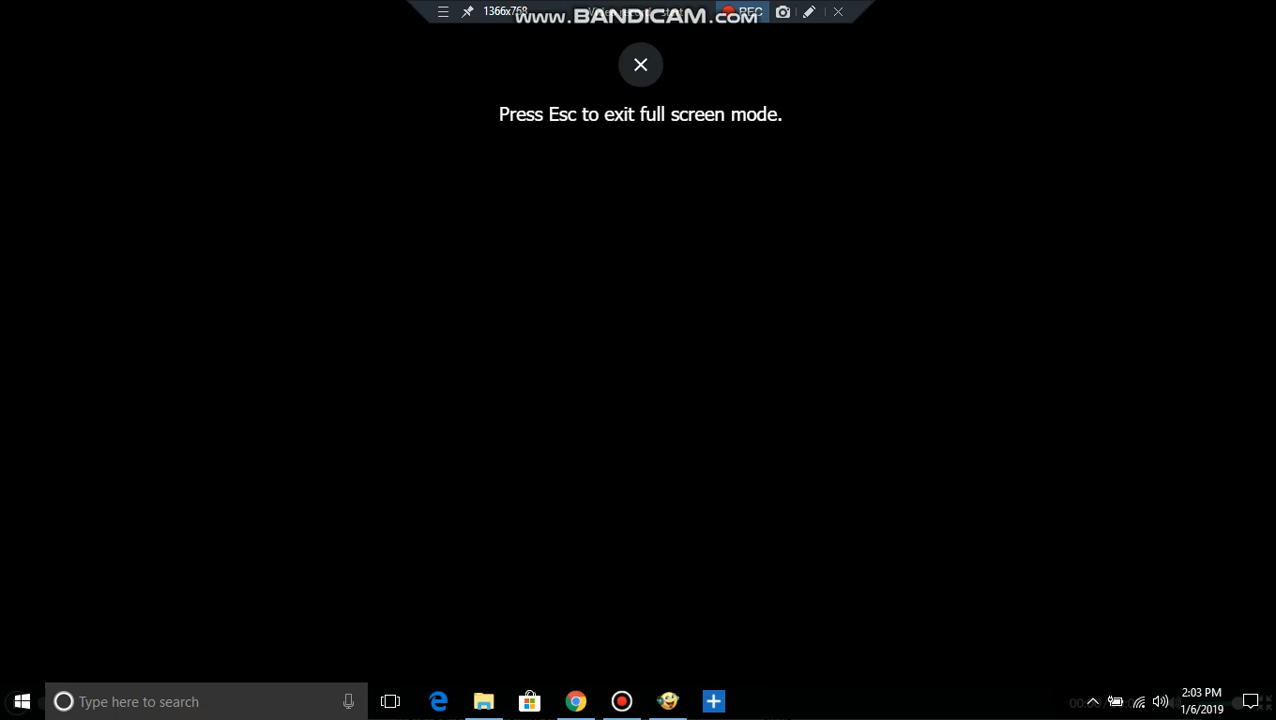 1366x768
www.BANDICAM.com
REC
Press Esc to exit full screen mode.
Type here to search
2:03 PM
1/6/2019